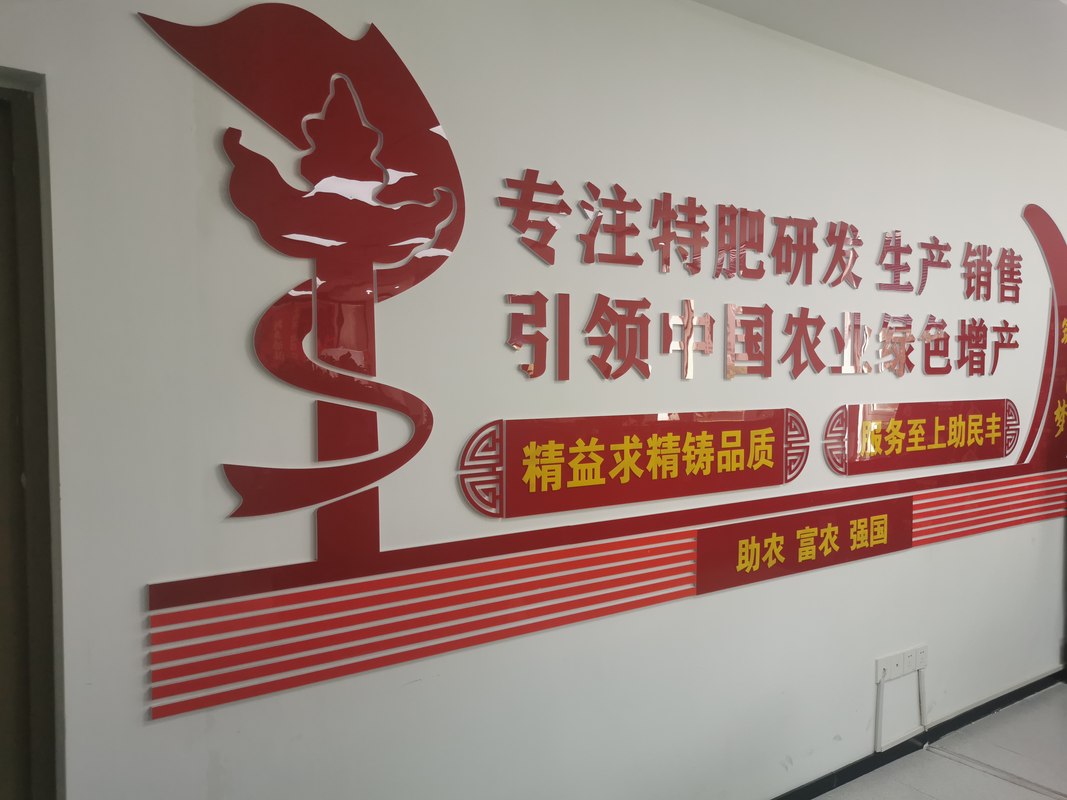 专注特肥研发 生产 销售
引领中国农业绿色增产
精益求精铸品质
服务至上助民丰
助农 富农 强国
梦